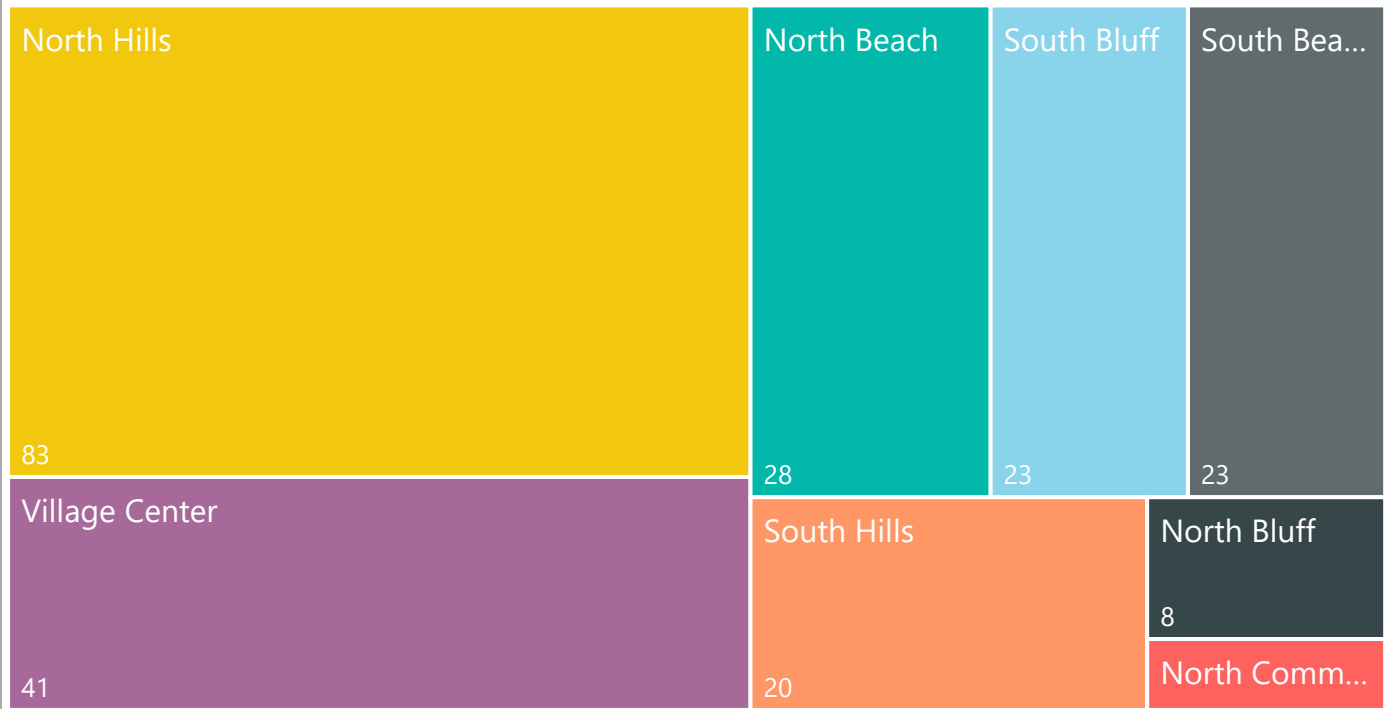 North Hills
83
Village Center
41
North Beach
28
South Bluff
23
South Bea...
23
South Hills
20
North Bluff
8
North Comm...